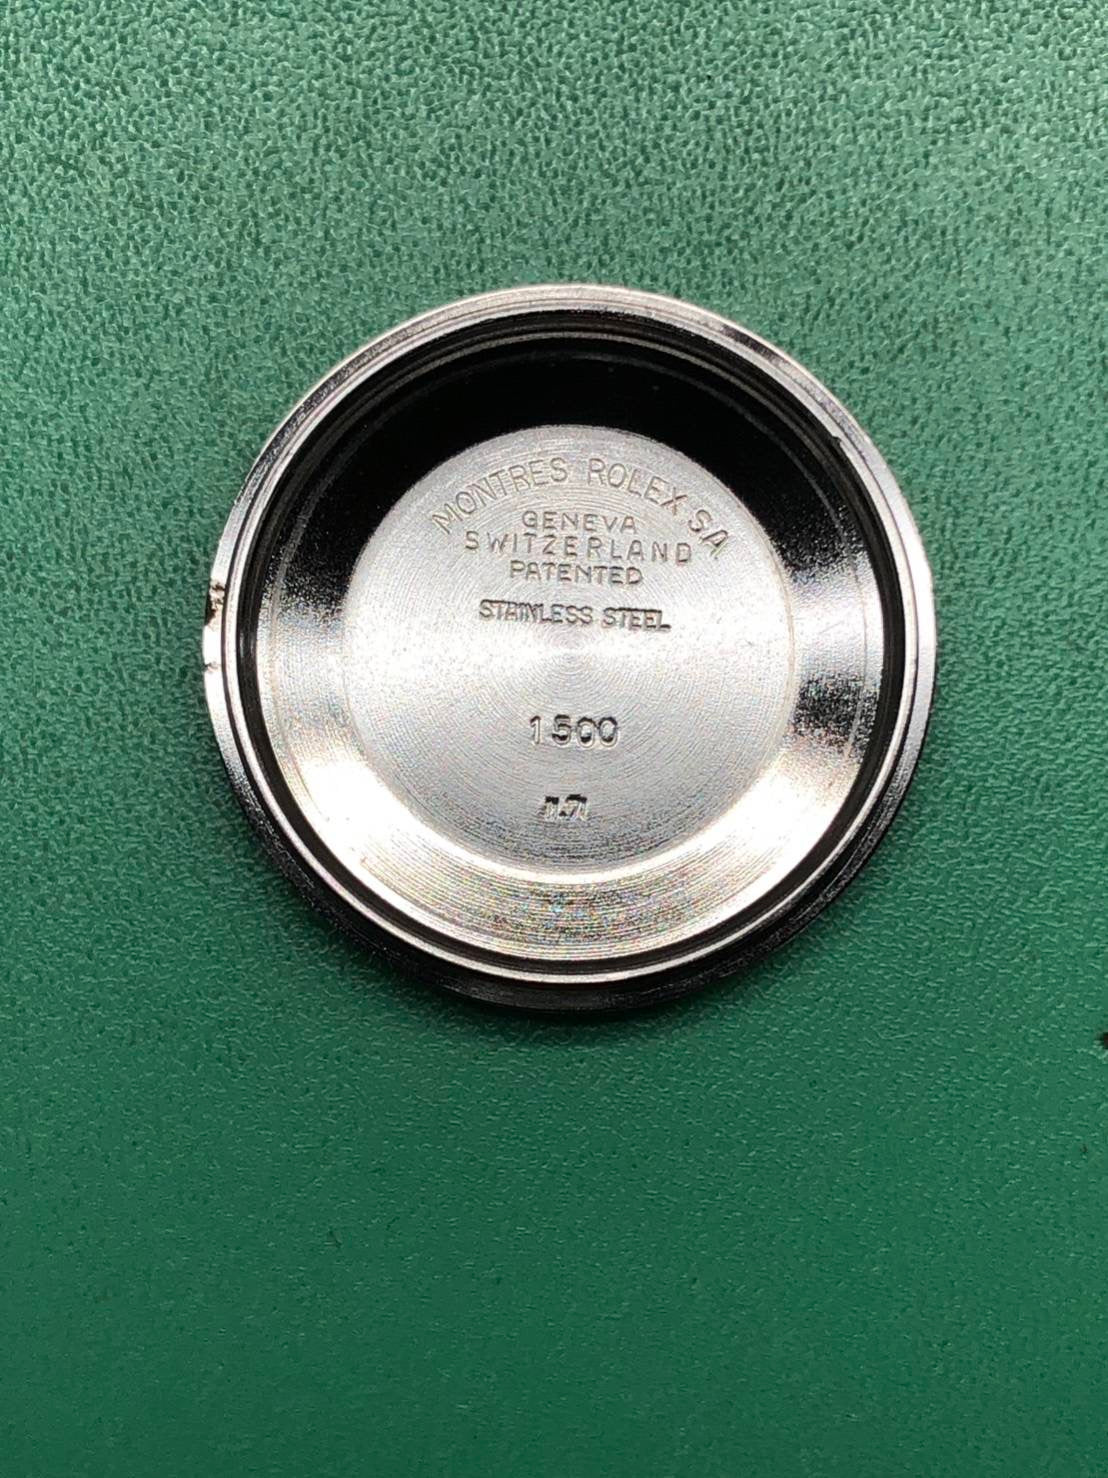 MONTRES ROLEX SA
GENEVA
SWITZERLAND
PATENTED
STAINLESS STEEL
1500